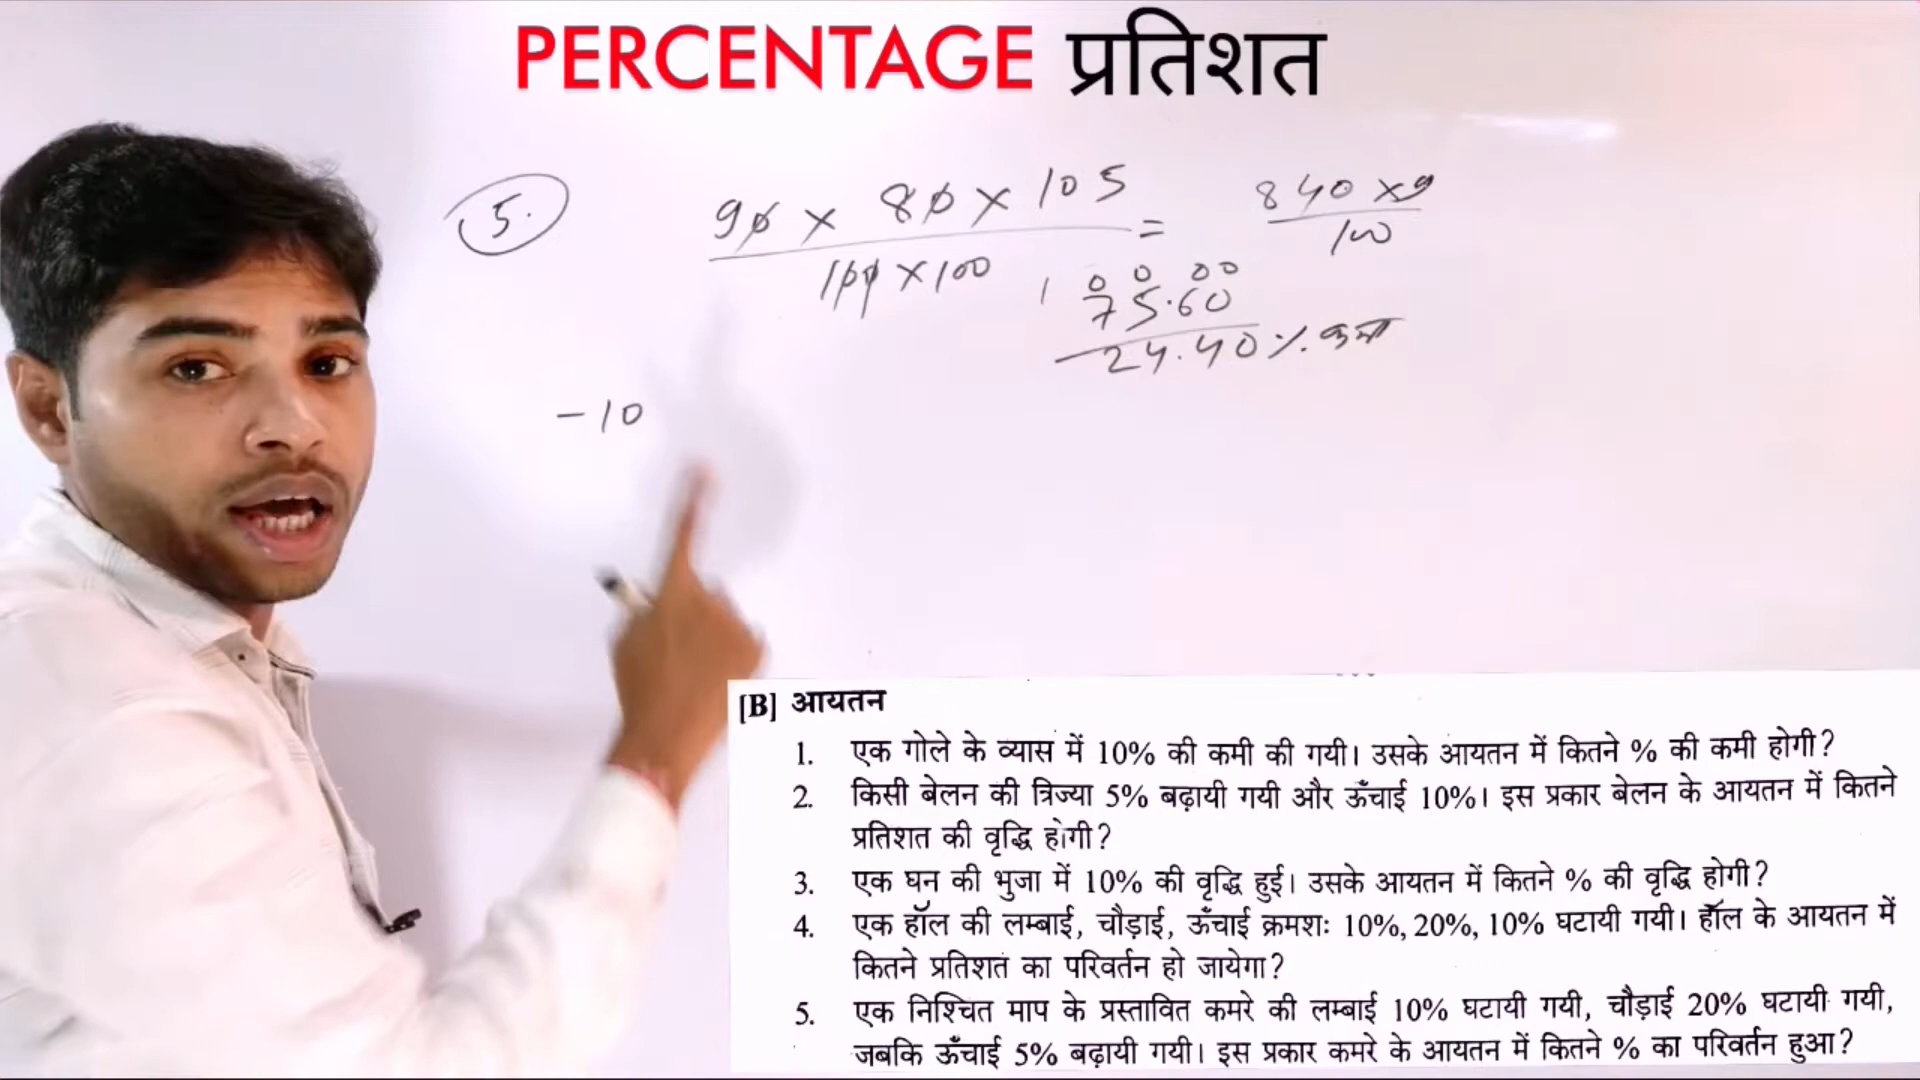 PERCENTAGE प्रतिशत
5.
90 × 80 × 105 = 840 × 9
100 × 100 100
1 0 0 00
75.60
24.40 % कम
- 10
[B] आयतन
1. एक गोले के व्यास में 10% की कमी की गयी। उसके आयतन में कितने % की कमी होगी?
2. किसी बेलन की त्रिज्या 5% बढ़ायी गयी और ऊँचाई 10%। इस प्रकार बेलन के आयतन में कितने
प्रतिशत की वृद्धि होगी?
3. एक घन की भुजा में 10% की वृद्धि हुई। उसके आयतन में कितने % की वृद्धि होगी?
4. एक हॉल की लम्बाई, चौड़ाई, ऊँचाई क्रमशः 10%, 20%, 10% घटायी गयी। हॉल के आयतन में
कितने प्रतिशत का परिवर्तन हो जायेगा?
5. एक निश्चित माप के प्रस्तावित कमरे की लम्बाई 10% घटायी गयी, चौड़ाई 20% घटायी गयी,
जबकि ऊँचाई 5% बढ़ायी गयी। इस प्रकार कमरे के आयतन में कितने % का परिवर्तन हुआ?